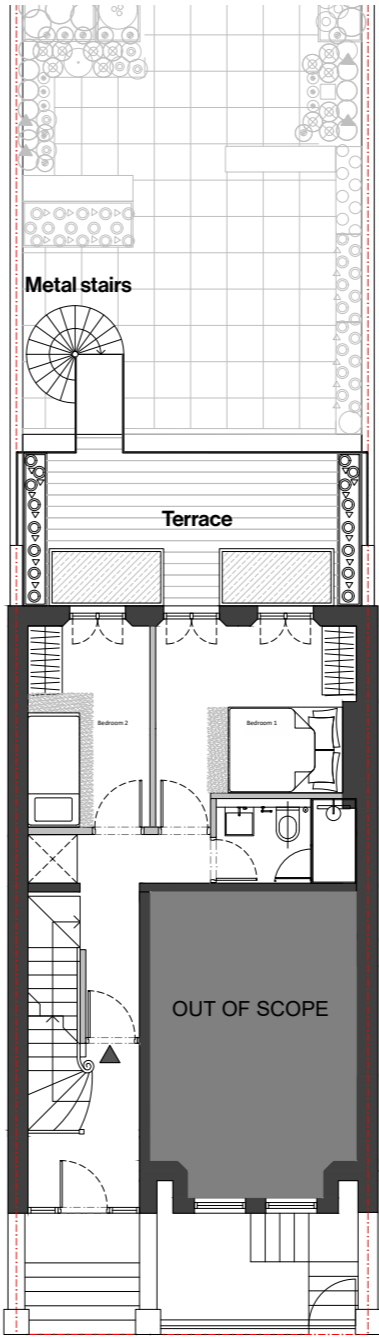 Metal stairs
Terrace
Bedroom 2
Bedroom 1
OUT OF SCOPE